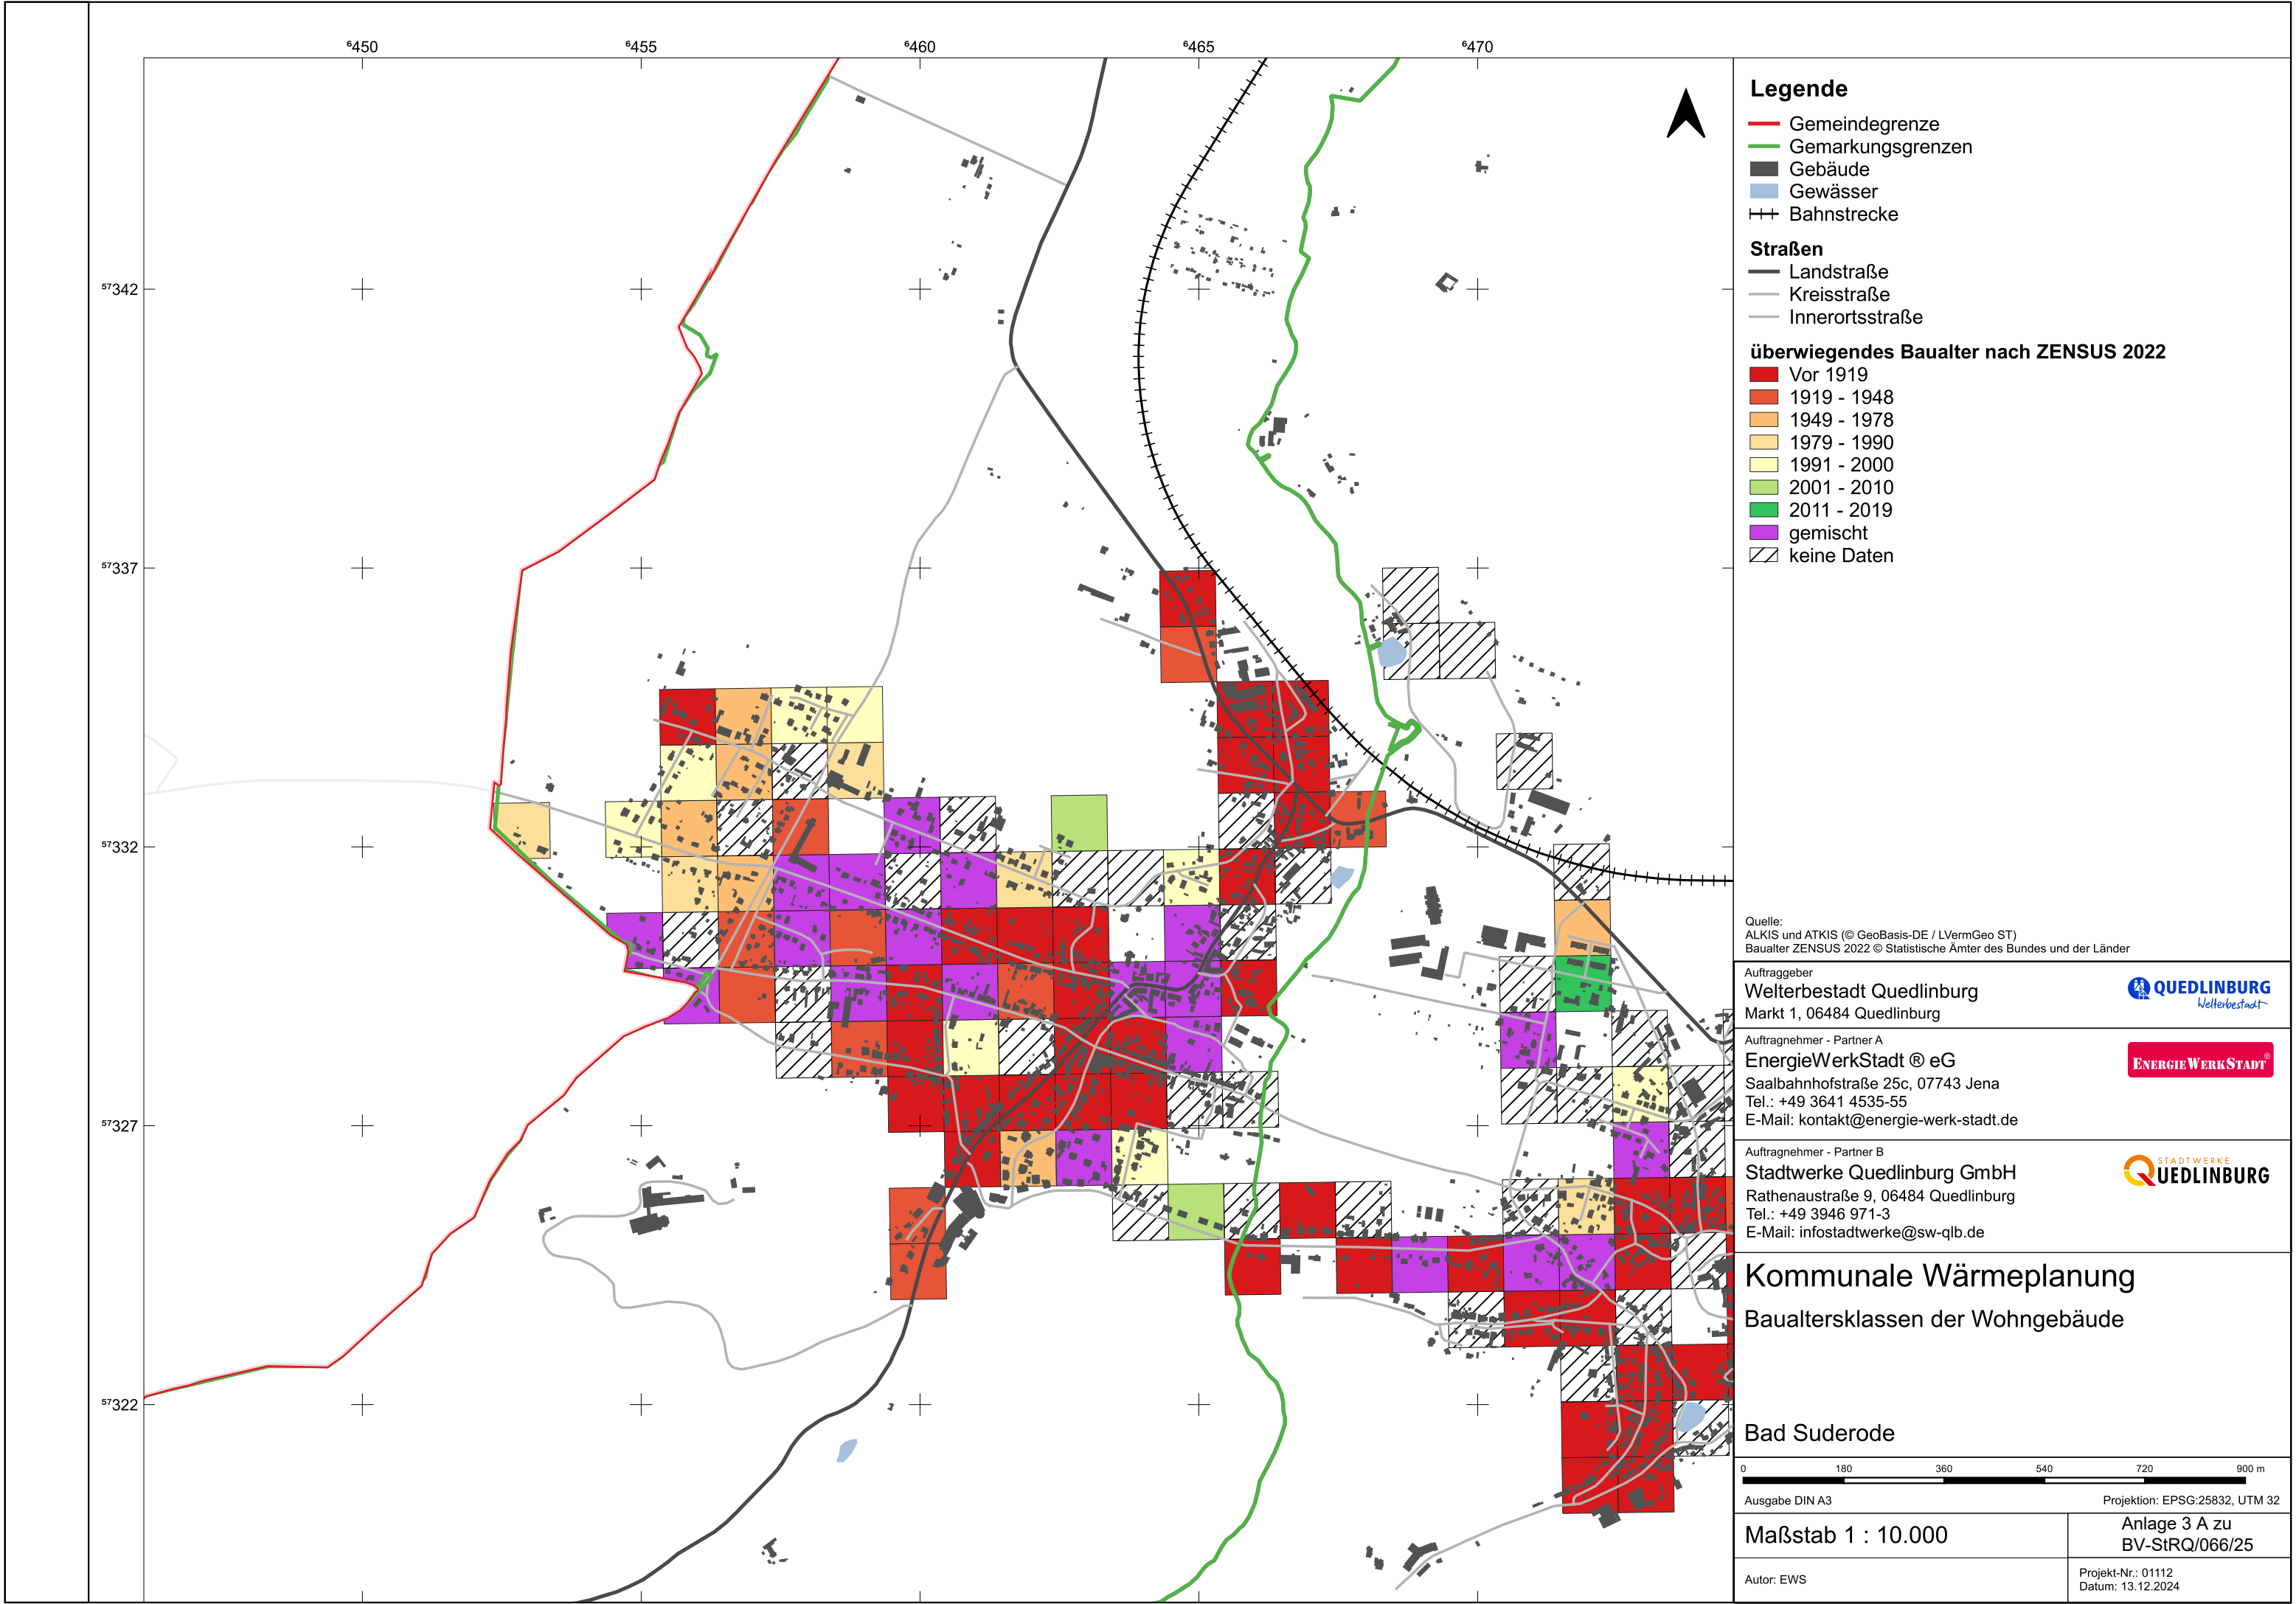 ⁶450
⁶455
⁶460
⁶465
⁶470
⁵⁷342
⁵⁷337
⁵⁷332
⁵⁷327
⁵⁷322
Legende
Gemeindegrenze
Gemarkungsgrenzen
Gebäude
Gewässer
Bahnstrecke
Straßen
Landstraße
Kreisstraße
Innerortsstraße
überwiegendes Baualter nach ZENSUS 2022
Vor 1919
1919 - 1948
1949 - 1978
1979 - 1990
1991 - 2000
2001 - 2010
2011 - 2019
gemischt
keine Daten
Quelle:
ALKIS und ATKIS (© GeoBasis-DE / LVermGeo ST)
Baualter ZENSUS 2022 © Statistische Ämter des Bundes und der Länder
Auftraggeber
Welterbestadt Quedlinburg
Markt 1, 06484 Quedlinburg
QUEDLINBURG
Welterbestadt
Auftragnehmer - Partner A
EnergieWerkStadt ® eG
Saalbahnhofstraße 25c, 07743 Jena
Tel.: +49 3641 4535-55
E-Mail: kontakt@energie-werk-stadt.de
ENERGIEWERKSTADT®
Auftragnehmer - Partner B
Stadtwerke Quedlinburg GmbH
Rathenaustraße 9, 06484 Quedlinburg
Tel.: +49 3946 971-3
E-Mail: infostadtwerke@sw-qlb.de
STADTWERKE
QUEDLINBURG
Kommunale Wärmeplanung
Baualtersklassen der Wohngebäude
Bad Suderode
0 180 360 540 720 900 m
Ausgabe DIN A3
Projektion: EPSG:25832, UTM 32
Maßstab 1 : 10.000
Anlage 3 A zu
BV-StRQ/066/25
Autor: EWS
Projekt-Nr.: 01112
Datum: 13.12.2024